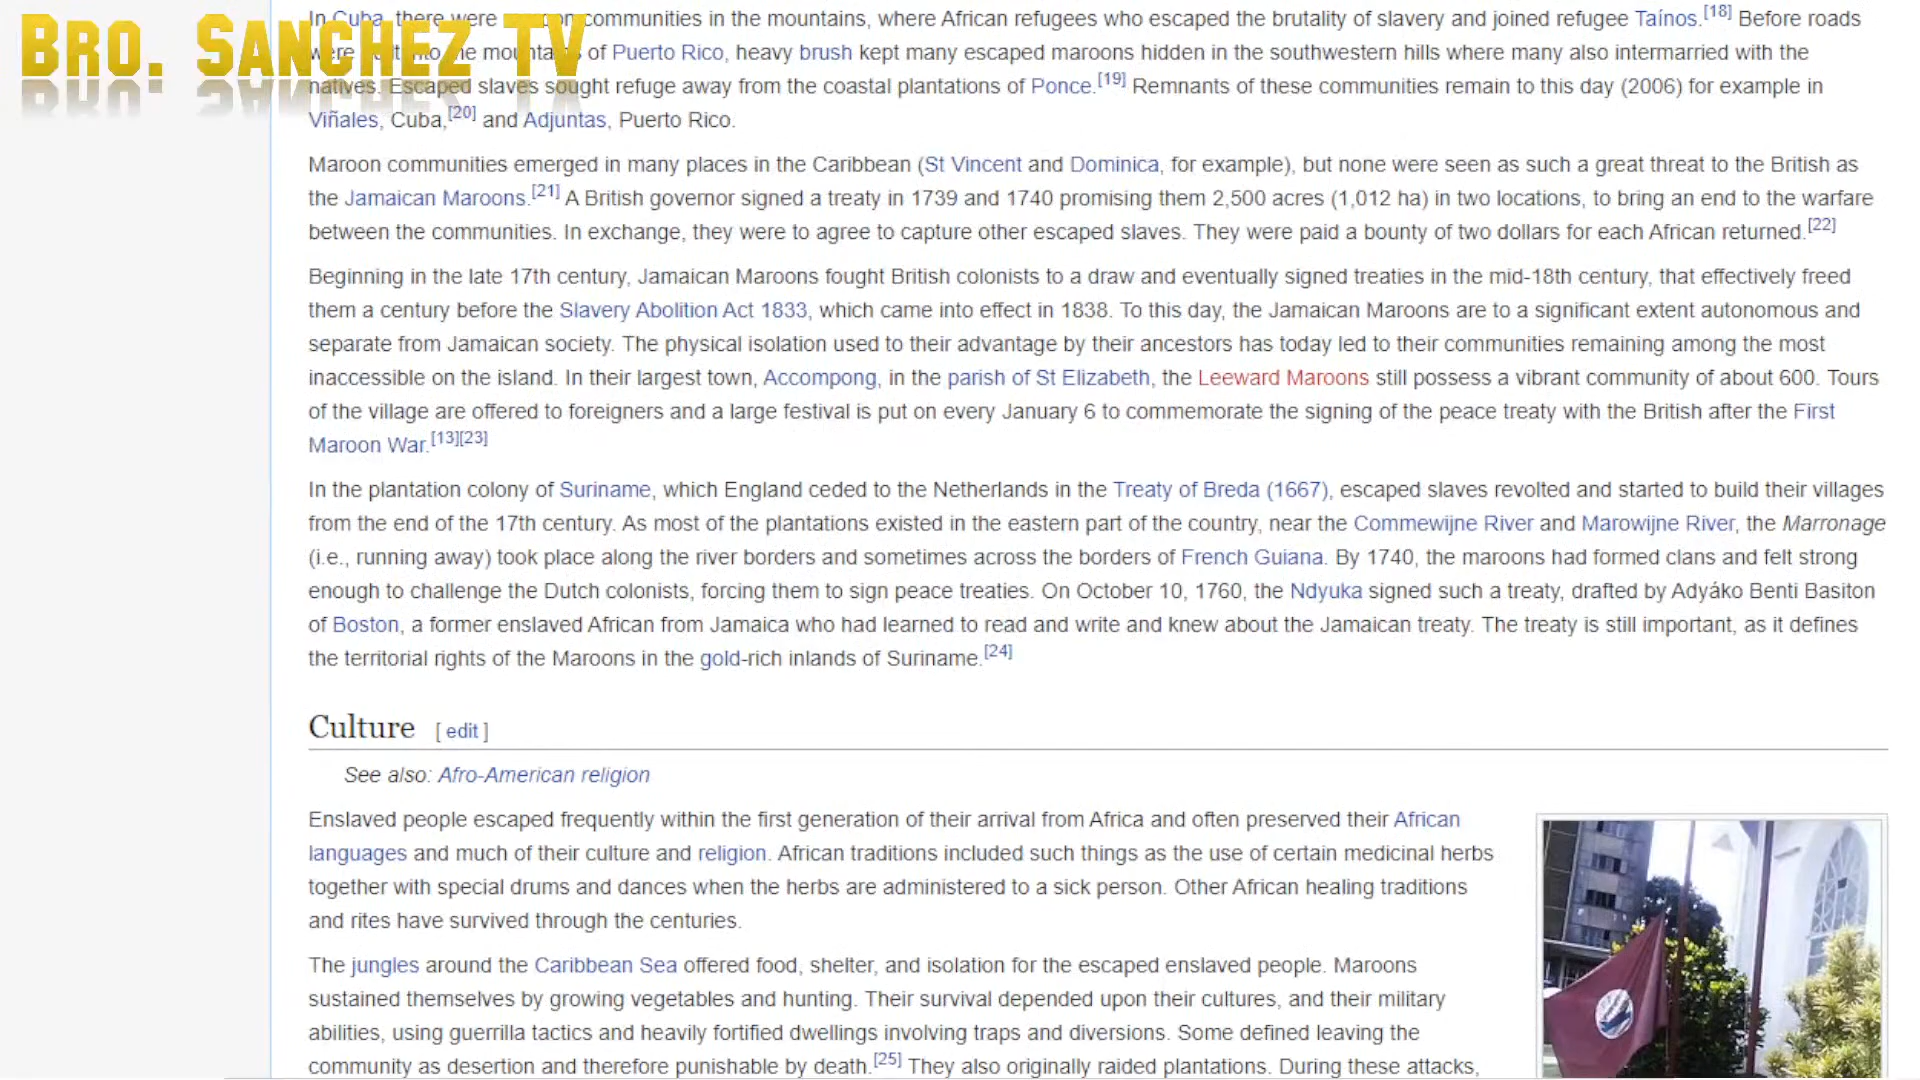 BRO. SANCHEZ TV
In Cuba, there were communities in the mountains, where African refugees who escaped the brutality of slavery and joined refugee Taínos.[18] Before roads
were mountains of Puerto Rico, heavy brush kept many escaped maroons hidden in the southwestern hills where many also intermarried with the
natives. Escaped slaves sought refuge away from the coastal plantations of Ponce.[19] Remnants of these communities remain to this day (2006) for example in
Viñales, Cuba,[20] and Adjuntas, Puerto Rico.
Maroon communities emerged in many places in the Caribbean (St Vincent and Dominica, for example), but none were seen as such a great threat to the British as
the Jamaican Maroons.[21] A British governor signed a treaty in 1739 and 1740 promising them 2,500 acres (1,012 ha) in two locations, to bring an end to the warfare
between the communities. In exchange, they were to agree to capture other escaped slaves. They were paid a bounty of two dollars for each African returned.[22]
Beginning in the late 17th century, Jamaican Maroons fought British colonists to a draw and eventually signed treaties in the mid-18th century, that effectively freed
them a century before the Slavery Abolition Act 1833, which came into effect in 1838. To this day, the Jamaican Maroons are to a significant extent autonomous and
separate from Jamaican society. The physical isolation used to their advantage by their ancestors has today led to their communities remaining among the most
inaccessible on the island. In their largest town, Accompong, in the parish of St Elizabeth, the Leeward Maroons still possess a vibrant community of about 600. Tours
of the village are offered to foreigners and a large festival is put on every January 6 to commemorate the signing of the peace treaty with the British after the First
Maroon War.[13][23]
In the plantation colony of Suriname, which England ceded to the Netherlands in the Treaty of Breda (1667), escaped slaves revolted and started to build their villages
from the end of the 17th century. As most of the plantations existed in the eastern part of the country, near the Commewijne River and Marowijne River, the Marronage
(i.e., running away) took place along the river borders and sometimes across the borders of French Guiana. By 1740, the maroons had formed clans and felt strong
enough to challenge the Dutch colonists, forcing them to sign peace treaties. On October 10, 1760, the Ndyuka signed such a treaty, drafted by Adyáko Benti Basiton
of Boston, a former enslaved African from Jamaica who had learned to read and write and knew about the Jamaican treaty. The treaty is still important, as it defines
the territorial rights of the Maroons in the gold-rich inlands of Suriname.[24]
Culture [ edit ]
See also: Afro-American religion
Enslaved people escaped frequently within the first generation of their arrival from Africa and often preserved their African
languages and much of their culture and religion. African traditions included such things as the use of certain medicinal herbs
together with special drums and dances when the herbs are administered to a sick person. Other African healing traditions
and rites have survived through the centuries.
The jungles around the Caribbean Sea offered food, shelter, and isolation for the escaped enslaved people. Maroons
sustained themselves by growing vegetables and hunting. Their survival depended upon their cultures, and their military
abilities, using guerrilla tactics and heavily fortified dwellings involving traps and diversions. Some defined leaving the
community as desertion and therefore punishable by death.[25] They also originally raided plantations. During these attacks,